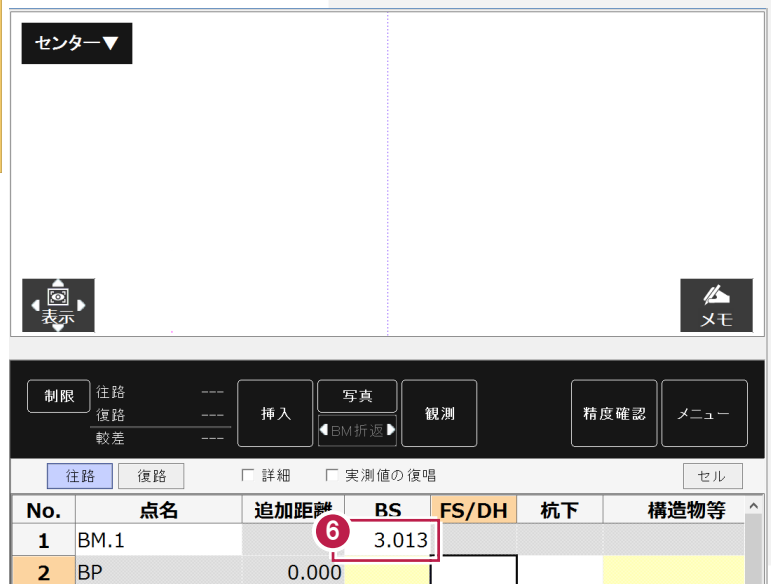 センター▼
表示
メモ
制限
往路 ---
復路 ---
較差 ---
挿入
写真
BM折返
観測
精度確認
メニュー
往路
復路
詳細
実測値の復唱
セル
No. 点名 追加距離 BS FS/DH 杭下 構造物等
6
1 BM.1 3.013
2 BP 0.000